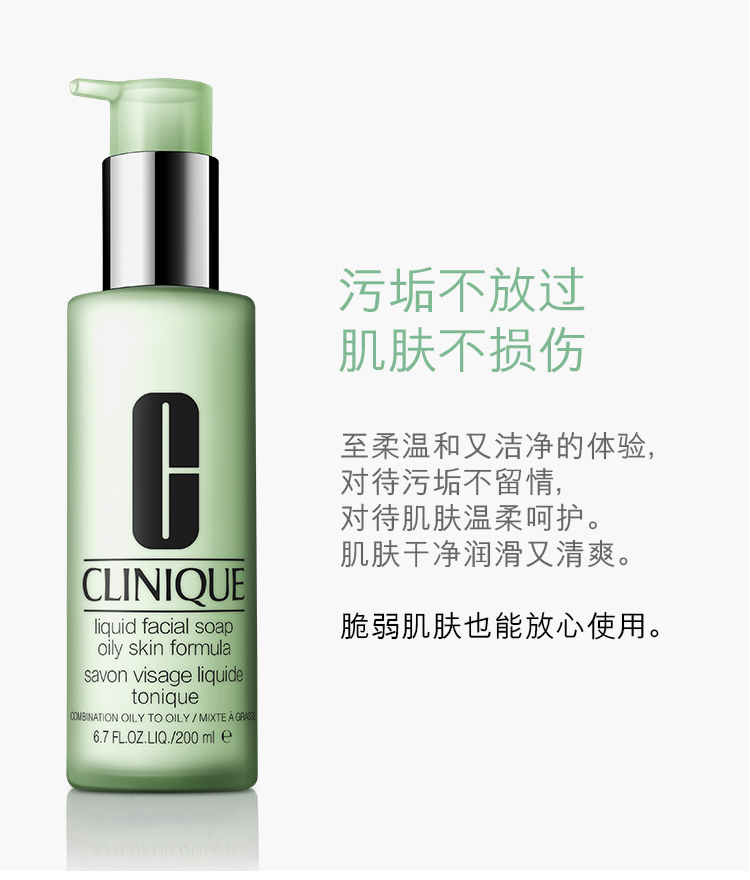 污垢不放过
肌肤不损伤
至柔温和又洁净的体验,
对待污垢不留情,
对待肌肤温柔呵护。
肌肤干净润滑又清爽。
脆弱肌肤也能放心使用。
C
CLINIQUE
liquid facial soap
oily skin formula
savon visage liquide
tonique
COMBINATION OILY TO OILY / MIXTE À GRASSE
6.7 FL.OZ.LIQ./200 ml ℮